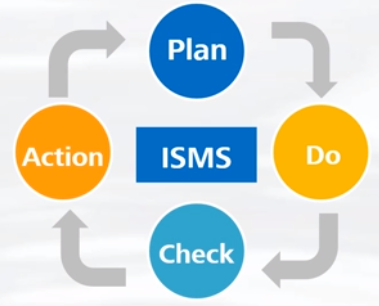 Plan
Action
ISMS
Do
Check